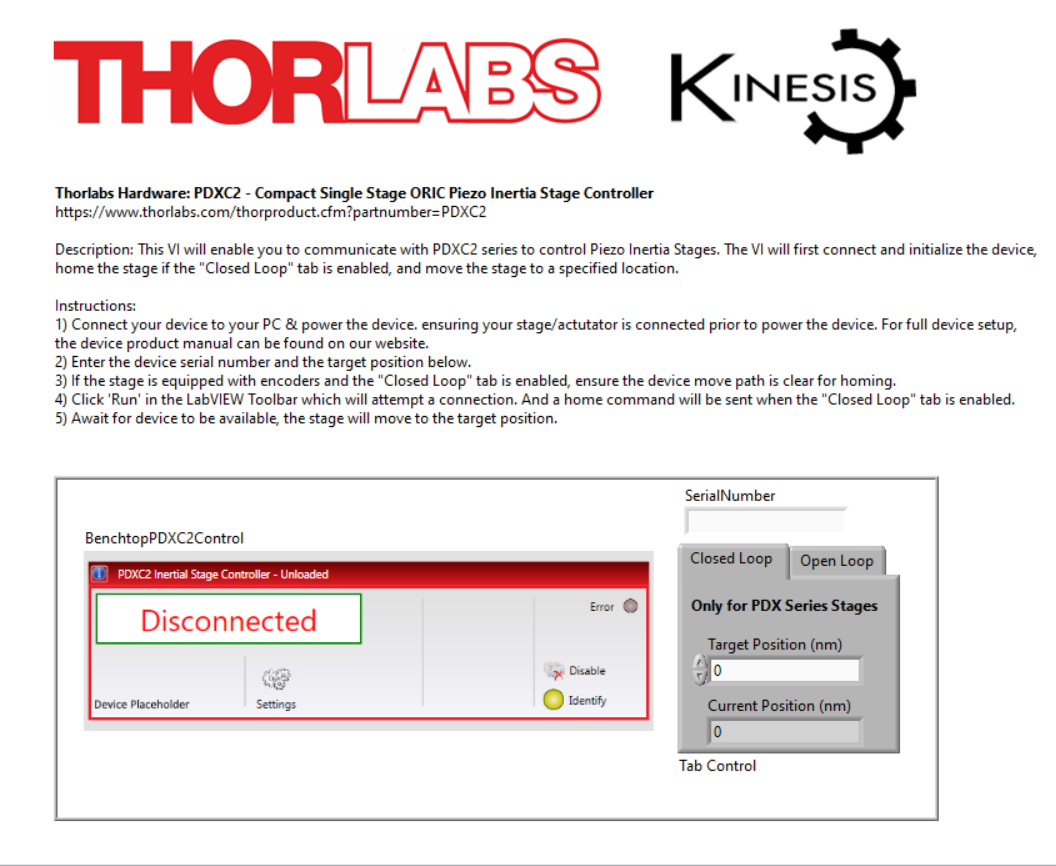 THORLABS KINESIS
Thorlabs Hardware: PDXC2 - Compact Single Stage ORIC Piezo Inertia Stage Controller
https://www.thorlabs.com/thorproduct.cfm?partnumber=PDXC2
Description: This VI will enable you to communicate with PDXC2 series to control Piezo Inertia Stages. The VI will first connect and initialize the device,
home the stage if the "Closed Loop" tab is enabled, and move the stage to a specified location.
Instructions:
1) Connect your device to your PC & power the device. ensuring your stage/actutator is connected prior to power the device. For full device setup,
the device product manual can be found on our website.
2) Enter the device serial number and the target position below.
3) If the stage is equipped with encoders and the "Closed Loop" tab is enabled, ensure the device move path is clear for homing.
4) Click 'Run' in the LabVIEW Toolbar which will attempt a connection. And a home command will be sent when the "Closed Loop" tab is enabled.
5) Await for device to be available, the stage will move to the target position.
BenchtopPDXC2Control
PDXC2 Inertial Stage Controller - Unloaded
Disconnected
Error
Disable
Device Placeholder
Settings
Identify
SerialNumber
Closed Loop
Open Loop
Only for PDX Series Stages
Target Position (nm)
0
Current Position (nm)
0
Tab Control